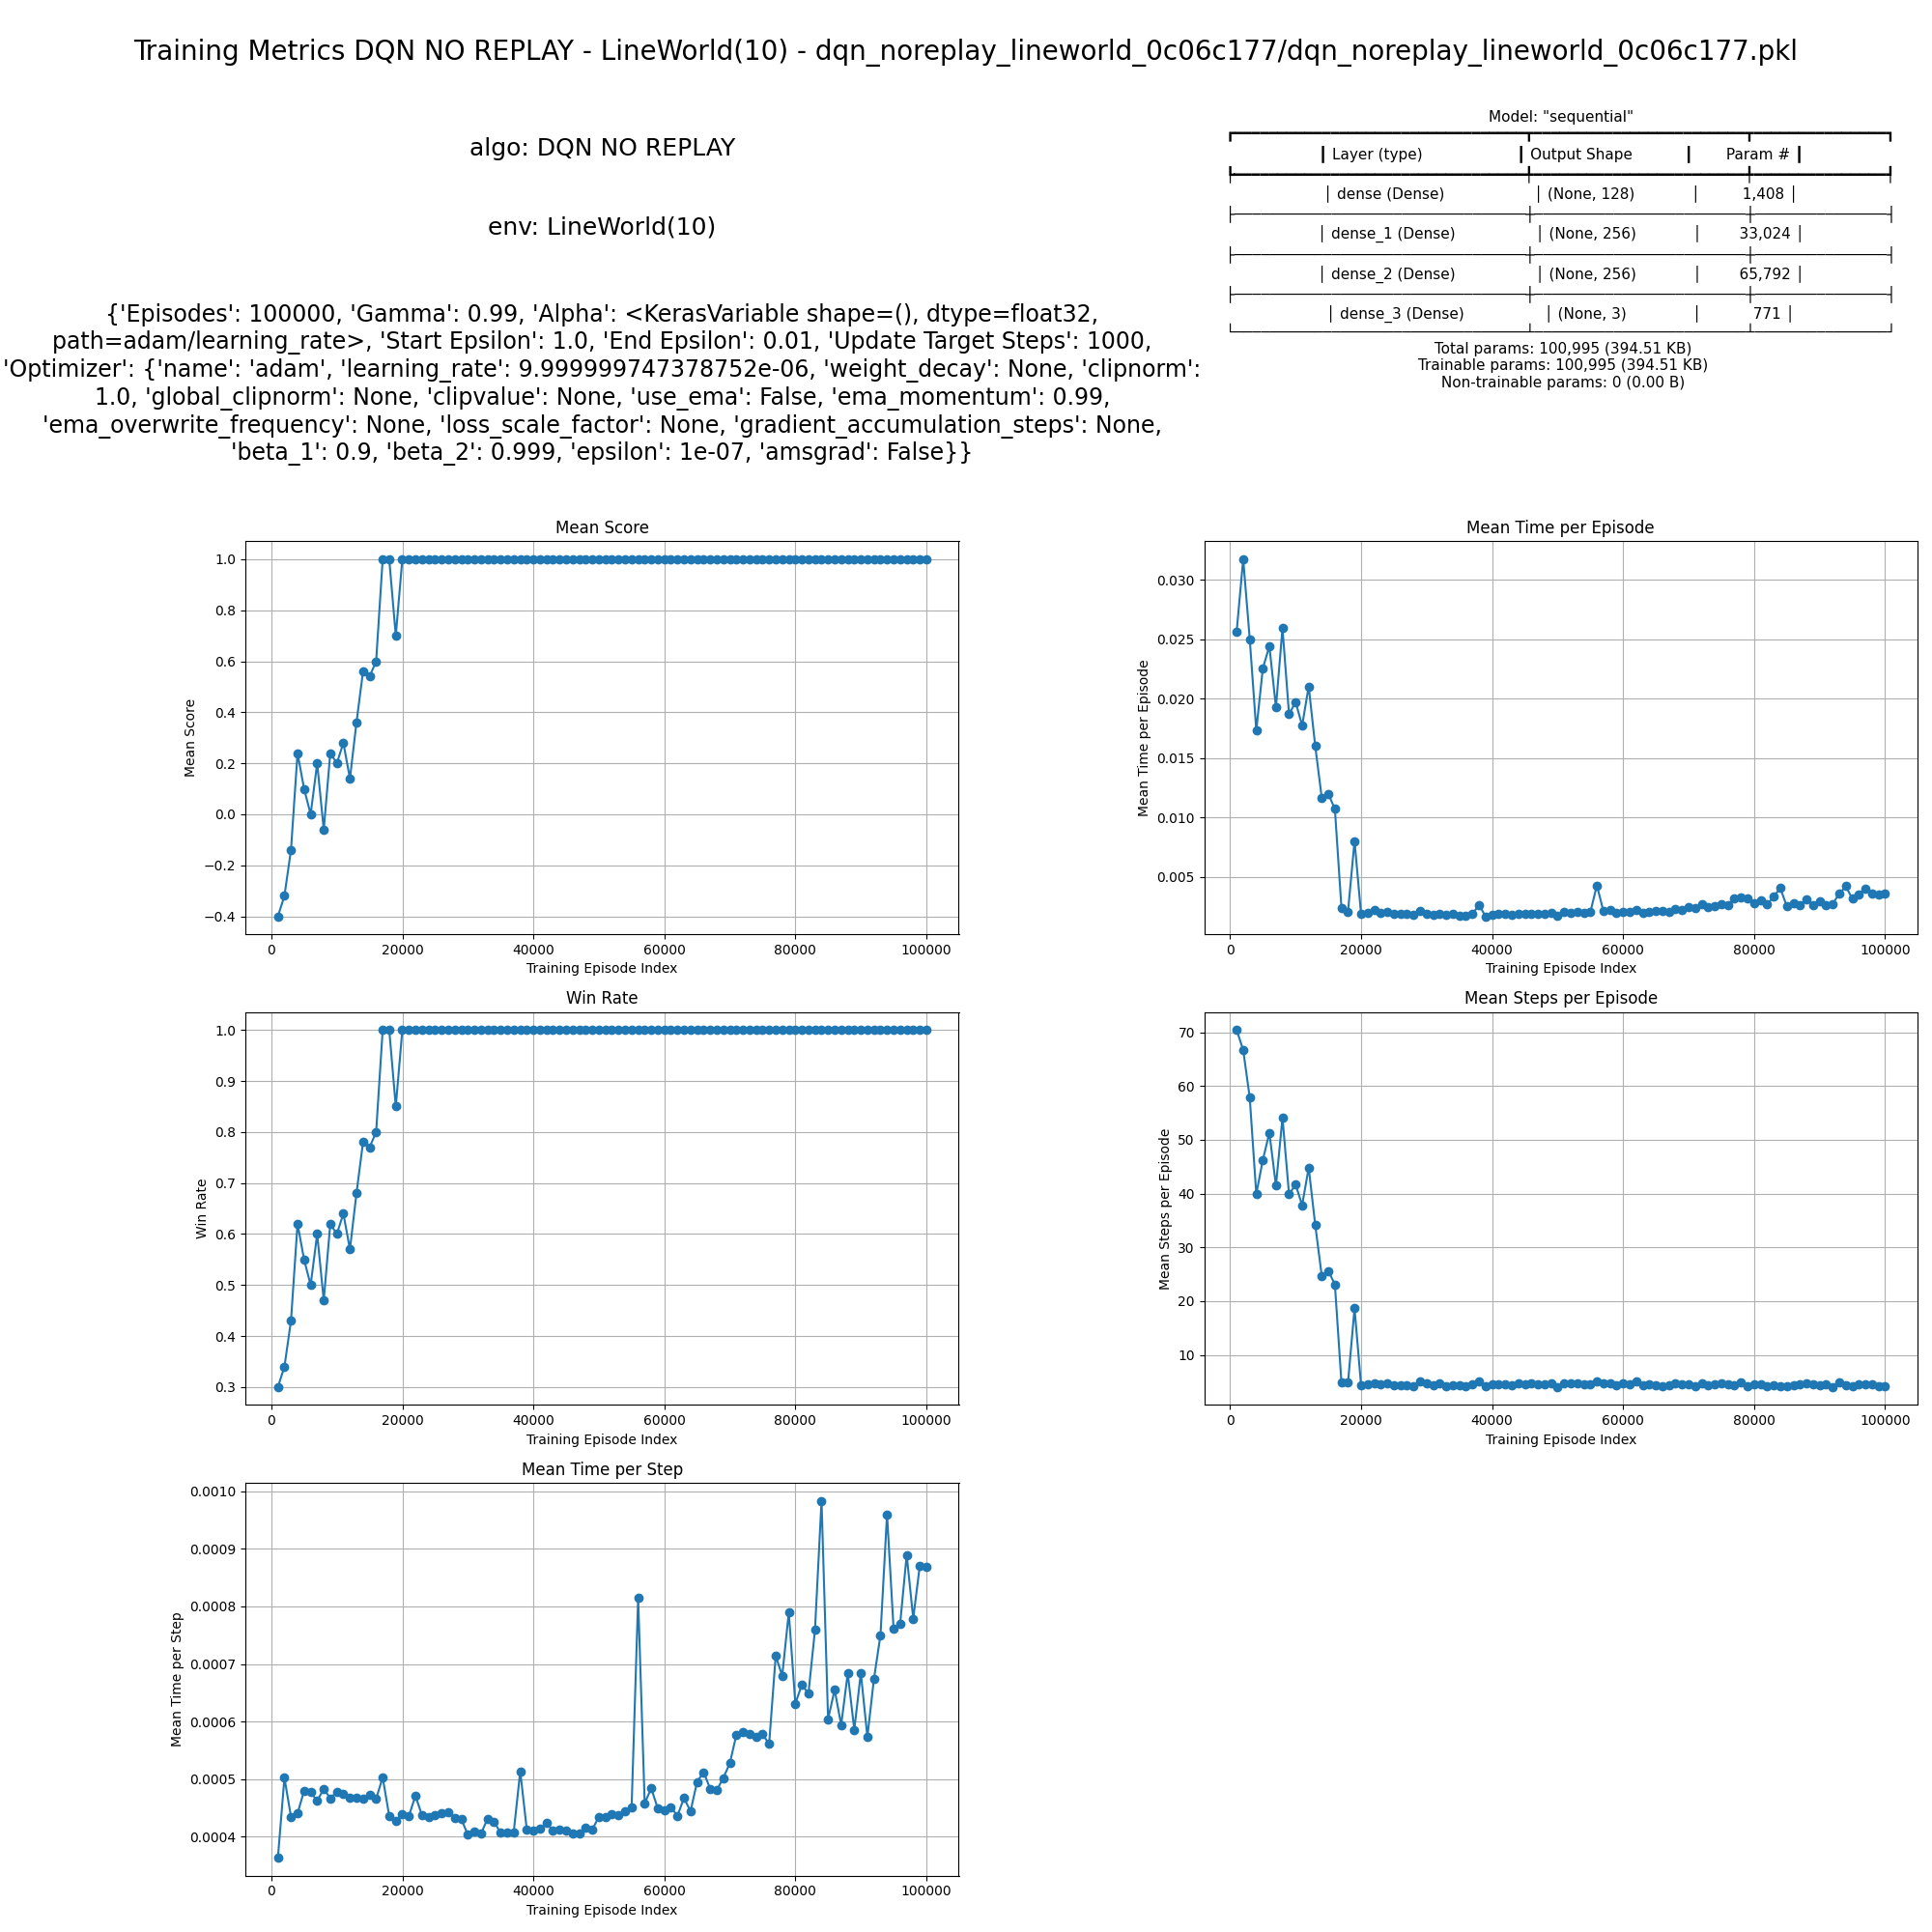 Training Metrics DQN NO REPLAY - LineWorld(10) - dqn_noreplay_lineworld_0c06c177/dqn_noreplay_lineworld_0c06c177.pkl
algo: DQN NO REPLAY
env: LineWorld(10)
{'Episodes': 100000, 'Gamma': 0.99, 'Alpha': <KerasVariable shape=(), dtype=float32,
path=adam/learning_rate>, 'Start Epsilon': 1.0, 'End Epsilon': 0.01, 'Update Target Steps': 1000,
'Optimizer': {'name': 'adam', 'learning_rate': 9.999999747378752e-06, 'weight_decay': None, 'clipnorm':
1.0, 'global_clipnorm': None, 'clipvalue': None, 'use_ema': False, 'ema_momentum': 0.99,
'ema_overwrite_frequency': None, 'loss_scale_factor': None, 'gradient_accumulation_steps': None,
'beta_1': 0.9, 'beta_2': 0.999, 'epsilon': 1e-07, 'amsgrad': False}}
Model: "sequential"
Layer (type) Output Shape Param #
dense (Dense) (None, 128) 1,408
dense_1 (Dense) (None, 256) 33,024
dense_2 (Dense) (None, 256) 65,792
dense_3 (Dense) (None, 3) 771
Total params: 100,995 (394.51 KB)
Trainable params: 100,995 (394.51 KB)
Non-trainable params: 0 (0.00 B)
Mean Score
Mean Score
1.0
0.8
0.6
0.4
0.2
0.0
−0.2
−0.4
0 20000 40000 60000 80000 100000
Training Episode Index
Mean Time per Episode
Mean Time per Episode
0.030
0.025
0.020
0.015
0.010
0.005
0 20000 40000 60000 80000 100000
Training Episode Index
Win Rate
Win Rate
1.0
0.9
0.8
0.7
0.6
0.5
0.4
0.3
0 20000 40000 60000 80000 100000
Training Episode Index
Mean Steps per Episode
Mean Steps per Episode
70
60
50
40
30
20
10
0 20000 40000 60000 80000 100000
Training Episode Index
Mean Time per Step
Mean Time per Step
0.0010
0.0009
0.0008
0.0007
0.0006
0.0005
0.0004
0 20000 40000 60000 80000 100000
Training Episode Index